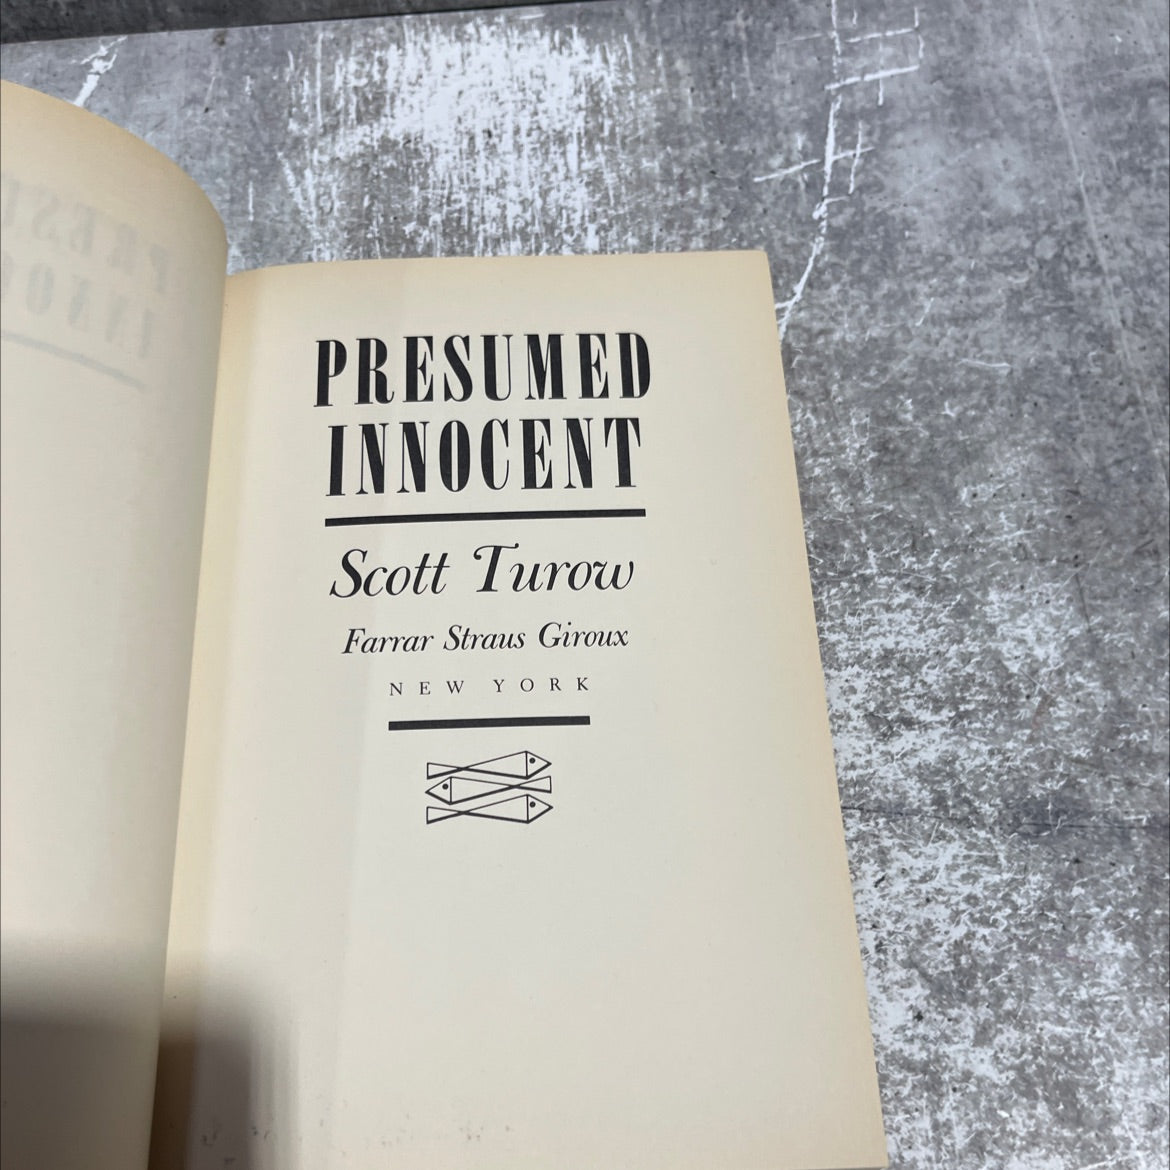 PRESUMED
INNOCENT
Scott Turow
Farrar Straus Giroux
NEW YORK